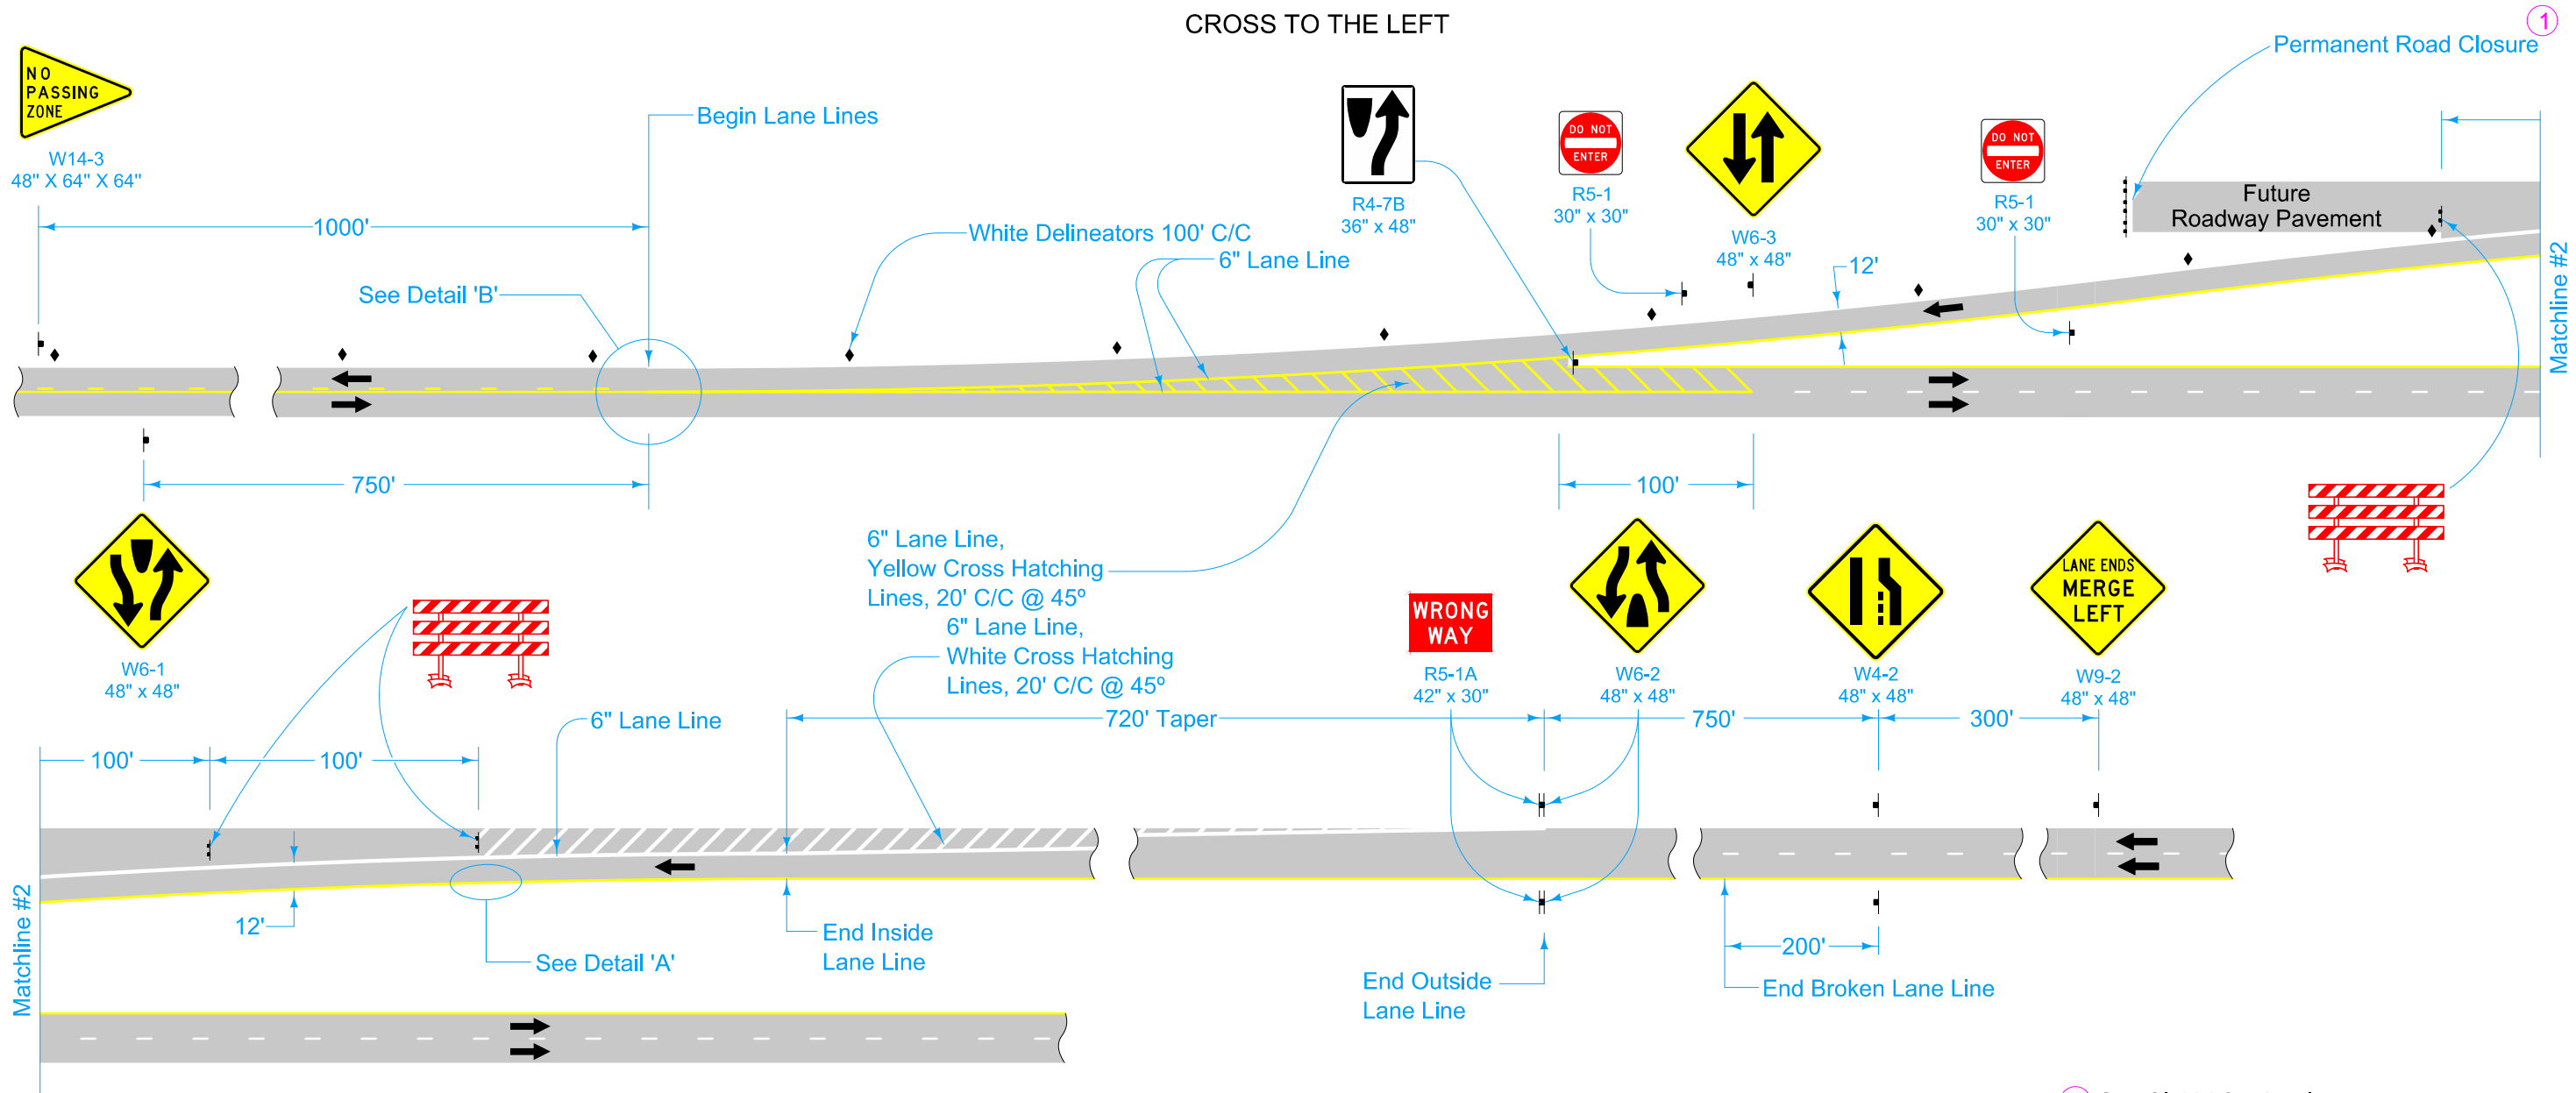 CROSS TO THE LEFT
1
Permanent Road Closure
NO
PASSING
ZONE
W14-3
48" X 64" X 64"
Begin Lane Lines
R4-7B
36" x 48"
DO NOT
ENTER
R5-1
30" x 30"
W6-3
48" x 48"
DO NOT
ENTER
R5-1
30" x 30"
Future
Roadway Pavement
1000'
White Delineators 100' C/C
6" Lane Line
See Detail 'B'
12'
Matchline #2
750'
100'
W6-1
48" x 48"
6" Lane Line,
Yellow Cross Hatching
Lines, 20' C/C @ 45º
6" Lane Line,
White Cross Hatching
Lines, 20' C/C @ 45º
WRONG
WAY
R5-1A
42" x 30"
W6-2
48" x 48"
W4-2
48" x 48"
LANE ENDS
MERGE
LEFT
W9-2
48" x 48"
6" Lane Line
720' Taper
750'
300'
100'
100'
Matchline #2
12'
See Detail 'A'
End Inside
Lane Line
End Outside
Lane Line
200'
End Broken Lane Line